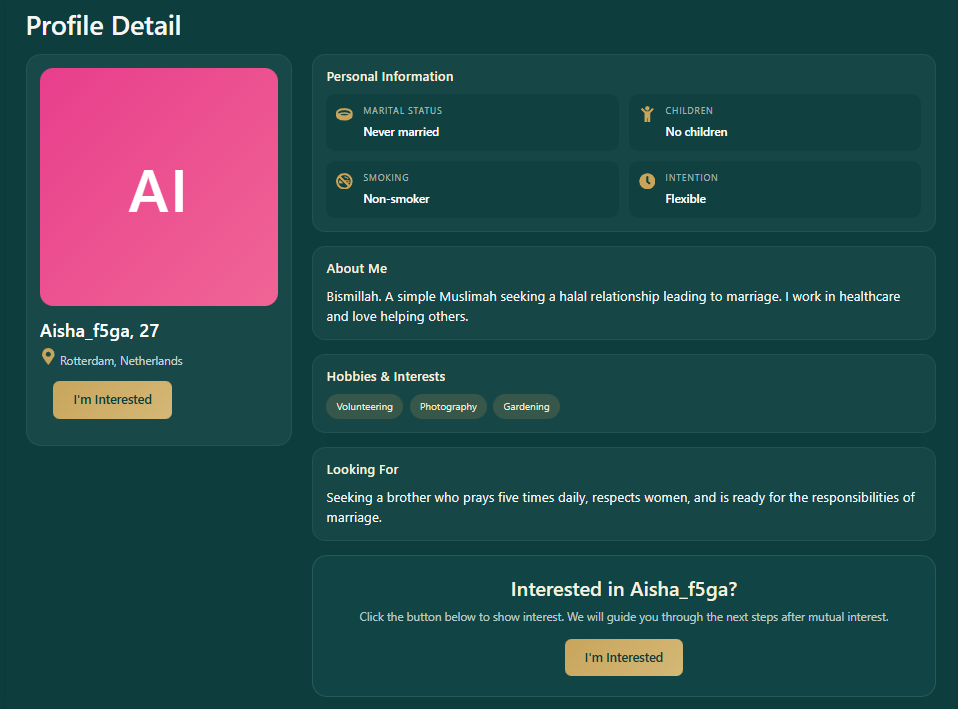 Profile Detail
AI
Aisha_f5ga, 27
Rotterdam, Netherlands
I'm Interested
Personal Information
MARITAL STATUS
Never married
CHILDREN
No children
SMOKING
Non-smoker
INTENTION
Flexible
About Me
Bismillah. A simple Muslimah seeking a halal relationship leading to marriage. I work in healthcare
and love helping others.
Hobbies & Interests
Volunteering
Photography
Gardening
Looking For
Seeking a brother who prays five times daily, respects women, and is ready for the responsibilities of
marriage.
Interested in Aisha_f5ga?
Click the button below to show interest. We will guide you through the next steps after mutual interest.
I'm Interested